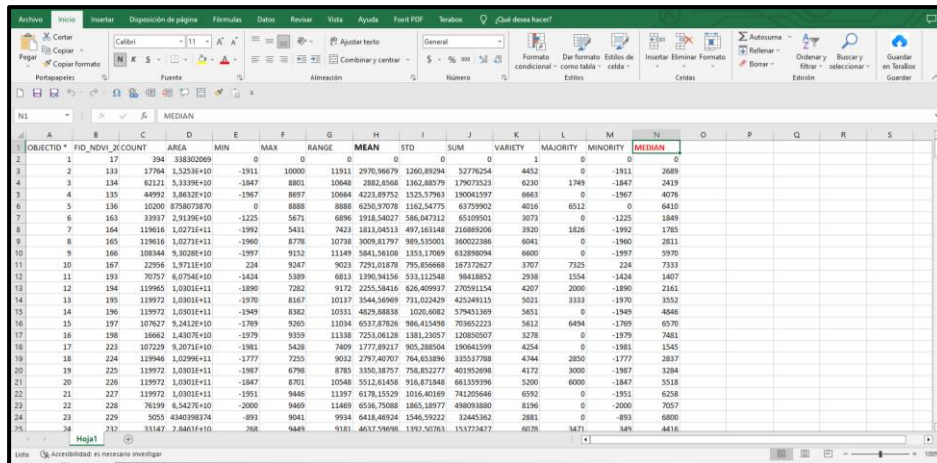 Archivo Inicio Insertar Disposición de página Fórmulas Datos Revisar Vista Ayuda Foxit PDF Terabox ¿Qué desea hacer?
Cortar Calibri 11 Ajustar texto General Autosuma
Pegar Copiar Rellenar
Copiar formato N K S Combinar y centrar $ % 000 Formato condicional Dar formato como tabla Estilos de celda Insertar Eliminar Formato Borrar Ordenar y filtrar Buscar y seleccionar Guardar en TeraBox
Portapapeles Fuente Alineación Número Estilos Celdas Edición Guardar
N1 fx MEDIAN
A B C D E F G H I J K L M N O P Q R S
1 OBJECTID * FID_NDVI_20 COUNT AREA MIN MAX RANGE MEAN STD SUM VARIETY MAJORITY MINORITY MEDIAN
2 1 17 394 338302069 0 0 0 0 0 0 1 0 0 0
3 2 133 17764 1,5253E+10 -1911 10000 11911 2970,96679 1260,89294 52776254 4452 0 -1911 2689
4 3 134 62121 5,3339E+10 -1847 8801 10648 2882,6568 1362,88579 179073523 6230 1749 -1847 2419
5 4 135 44992 3,8632E+10 -1967 8697 10664 4223,89752 1525,57963 190041597 6663 0 -1967 4076
6 5 136 10200 8758073870 0 8888 8888 6250,97078 1162,54775 63759902 4016 6512 0 6410
7 6 163 33937 2,9139E+10 -1225 5671 6896 1918,54027 586,047312 65109501 3073 0 -1225 1849
8 7 164 119616 1,0271E+11 -1992 5431 7423 1813,04513 497,163148 216869206 3920 1826 -1992 1785
9 8 165 119616 1,0271E+11 -1960 8778 10738 3009,81797 989,535001 360022386 6041 0 -1960 2811
10 9 166 108344 9,3028E+10 -1997 9152 11149 5841,56108 1353,17069 632898094 6600 0 -1997 5970
11 10 167 22956 1,9711E+10 224 9247 9023 7291,01878 795,856668 167372627 3707 7325 224 7333
12 11 193 70757 6,0754E+10 -1424 5389 6813 1390,94156 533,112548 98418852 2938 1554 -1424 1407
13 12 194 119965 1,0301E+11 -1890 7282 9172 2255,58416 626,409937 270591154 4207 2000 -1890 2161
14 13 195 119972 1,0301E+11 -1970 8167 10137 3544,56969 731,022429 425249115 5021 3333 -1970 3552
15 14 196 119972 1,0301E+11 -1949 8382 10331 4829,88838 1020,6082 579451369 5651 0 -1949 4846
16 15 197 107627 9,2412E+10 -1769 9265 11034 6537,87826 986,415498 703652223 5612 6494 -1769 6570
17 16 198 16662 1,4307E+10 -1979 9359 11338 7253,06128 1381,23057 120850507 3278 0 -1979 7481
18 17 223 107229 9,2071E+10 -1981 5428 7409 1777,89217 905,288504 190641599 4254 0 -1981 1545
19 18 224 119946 1,0299E+11 -1777 7255 9032 2797,40707 764,653896 335537788 4744 2850 -1777 2837
20 19 225 119972 1,0301E+11 -1987 6798 8785 3350,38757 758,852277 401952698 4172 3000 -1987 3284
21 20 226 119972 1,0301E+11 -1847 8701 10548 5512,61458 916,871848 661359396 5200 6000 -1847 5518
22 21 227 119972 1,0301E+11 -1951 9446 11397 6178,15529 1016,40169 741205646 6592 0 -1951 6258
23 22 228 76199 6,5427E+10 -2000 9469 11469 6536,75088 1865,18977 498093880 8196 0 -2000 7057
24 23 229 5055 4340398374 -893 9041 9934 6418,46924 1546,59222 32445362 2881 0 -893 6800
25 24 232 33147 2,8461E+10 268 9449 9181 4637,59698 1392,50763 153722427 6078 3471 349 4416
Hoja1
Listo Accesibilidad: es necesario investigar 100%